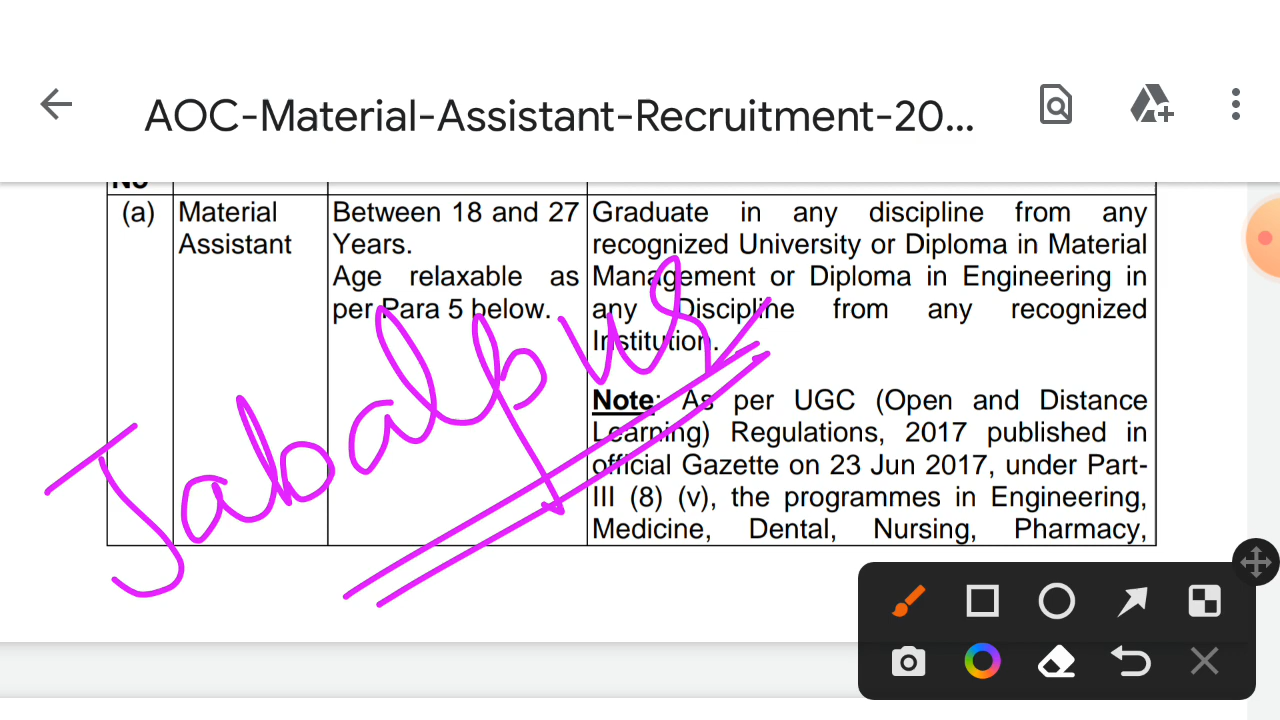 AOC-Material-Assistant-Recruitment-20...
No
(a) Material Assistant
Between 18 and 27 Years.
Age relaxable as per Para 5 below.
Graduate in any discipline from any
recognized University or Diploma in Material
Management or Diploma in Engineering in
any Discipline from any recognized
Institution.
Note: As per UGC (Open and Distance
Learning) Regulations, 2017 published in
official Gazette on 23 Jun 2017, under Part-
III (8) (v), the programmes in Engineering,
Medicine, Dental, Nursing, Pharmacy,
Jabalpur